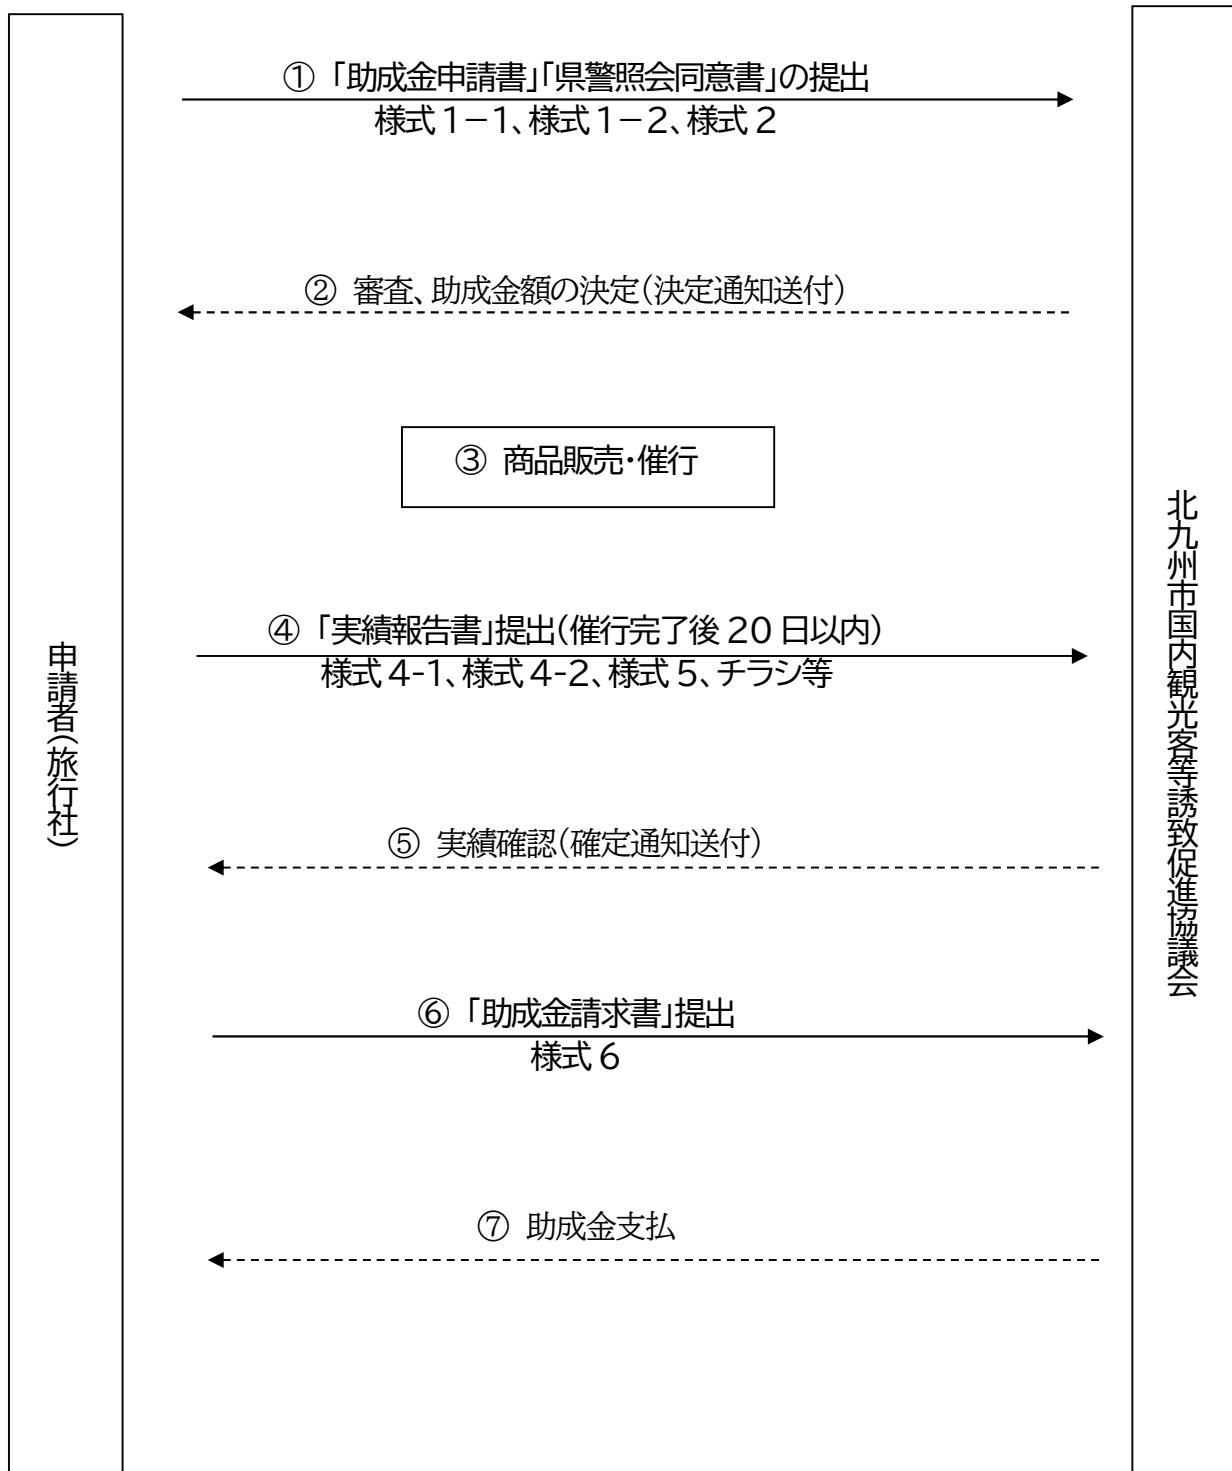 ① 「助成金申請書」「県警照会同意書」の提出
様式1－1、様式1－2、様式2
② 審査、助成金額の決定(決定通知送付)
③ 商品販売・催行
④ 「実績報告書」提出(催行完了後20日以内)
様式4-1、様式4-2、様式5、チラシ等
⑤ 実績確認(確定通知送付)
⑥ 「助成金請求書」提出
様式6
⑦ 助成金支払
申請者(旅行社)
北九州市国内観光客等誘致促進協議会